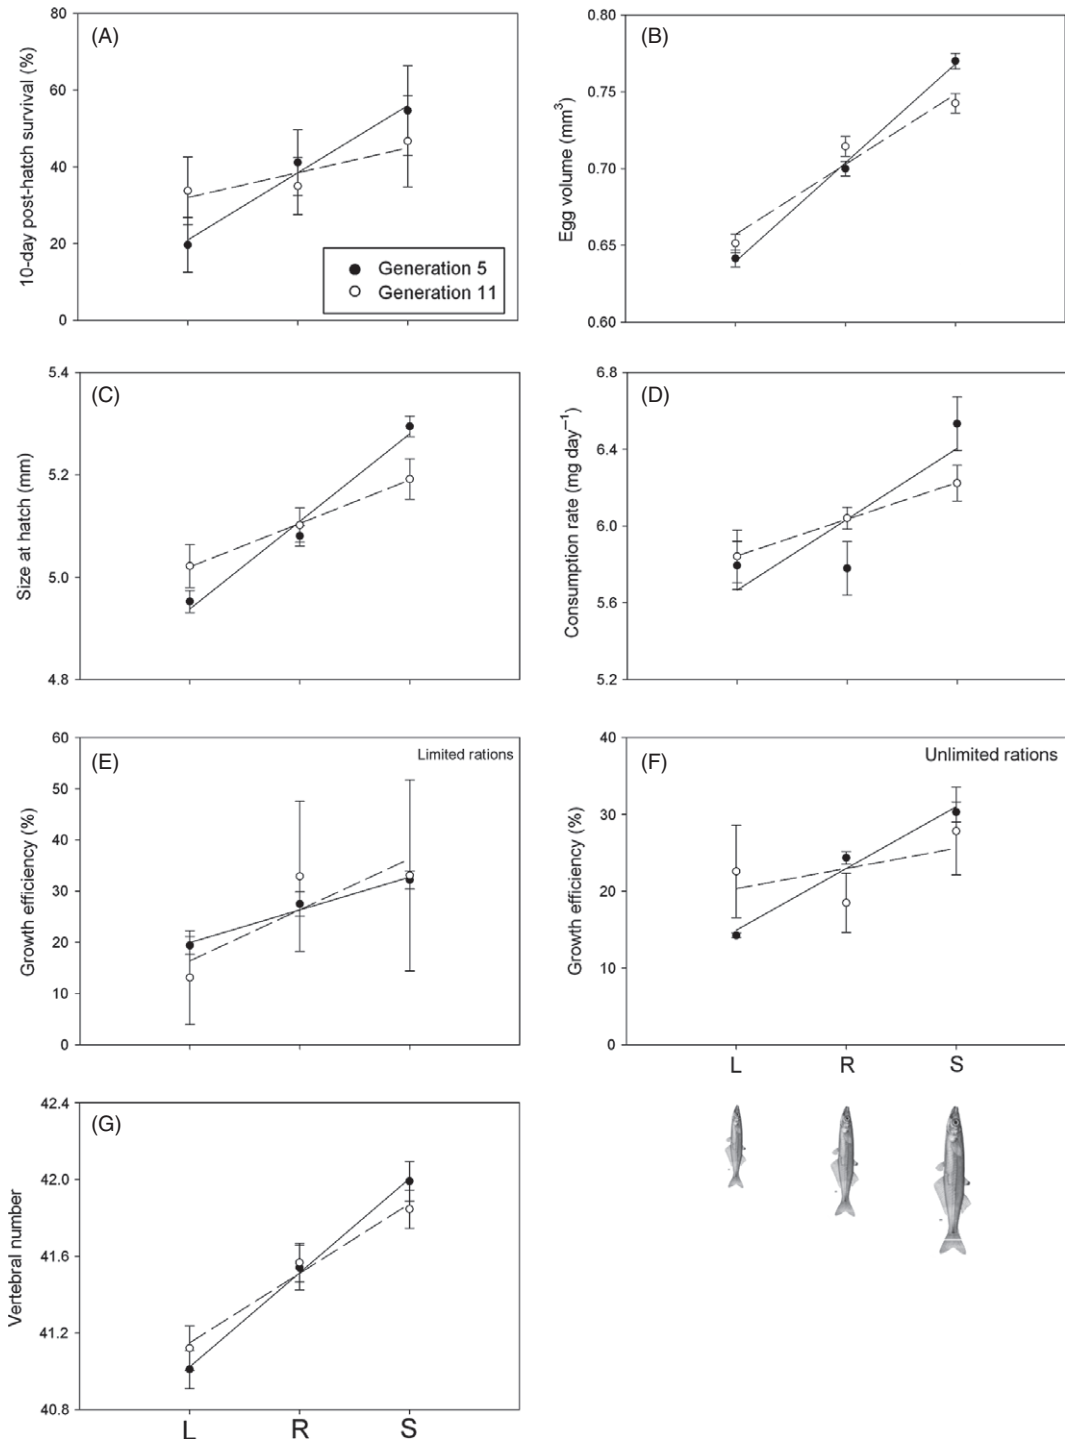 (A)
10-day post-hatch survival (%)
80
60
40
20
0
Generation 5
Generation 11
(B)
Egg volume (mm³)
0.80
0.75
0.70
0.65
0.60
(C)
Size at hatch (mm)
5.4
5.2
5.0
4.8
(D)
Consumption rate (mg day⁻¹)
6.8
6.4
6.0
5.6
5.2
(E)
Limited rations
Growth efficiency (%)
60
50
40
30
20
10
0
(F)
Unlimited rations
Growth efficiency (%)
40
30
20
10
0
L R S
(G)
Vertebral number
42.4
42.0
41.6
41.2
40.8
L R S